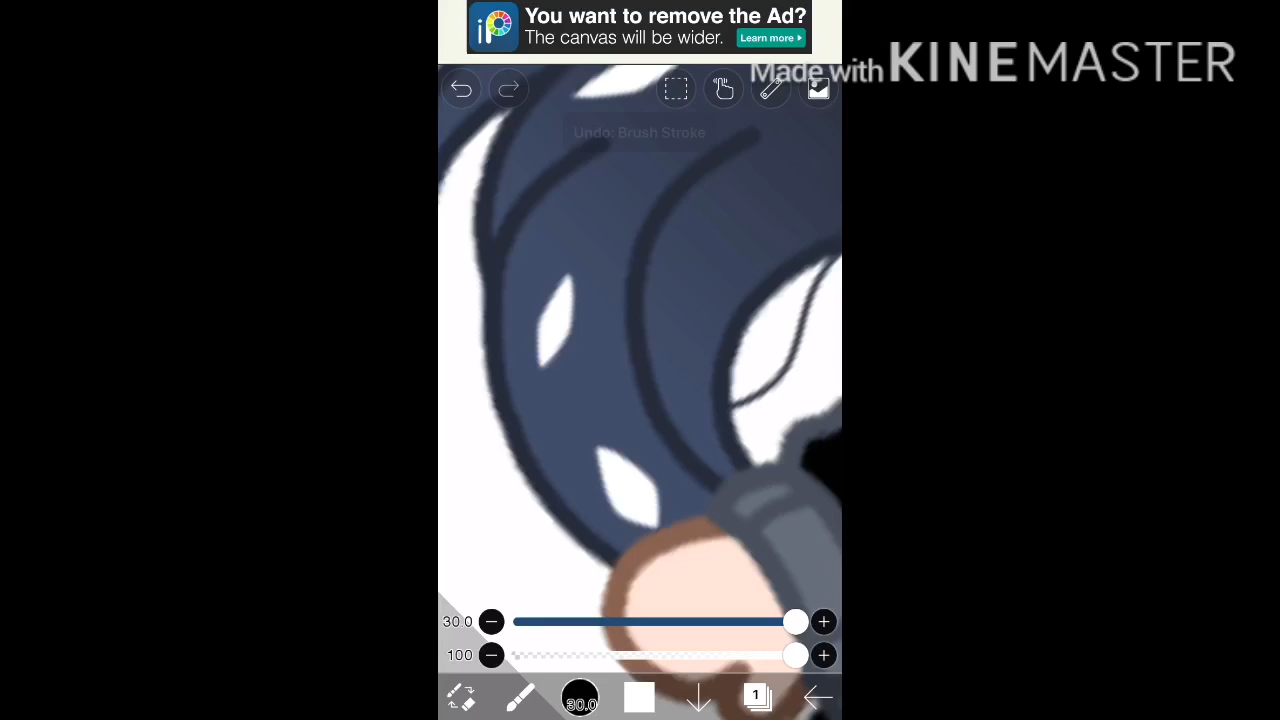 iP
You want to remove the Ad?
The canvas will be wider.
Learn more
Made with KINEMASTER
Undo: Brush Stroke
30.0
100
30.0
1